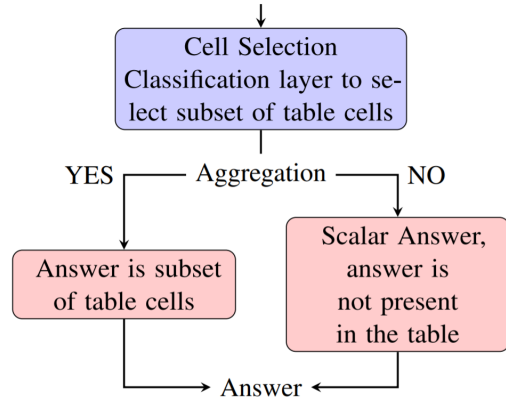 Cell Selection
Classification layer to se-
lect subset of table cells
YES
Aggregation
NO
Answer is subset
of table cells
Scalar Answer,
answer is
not present
in the table
Answer